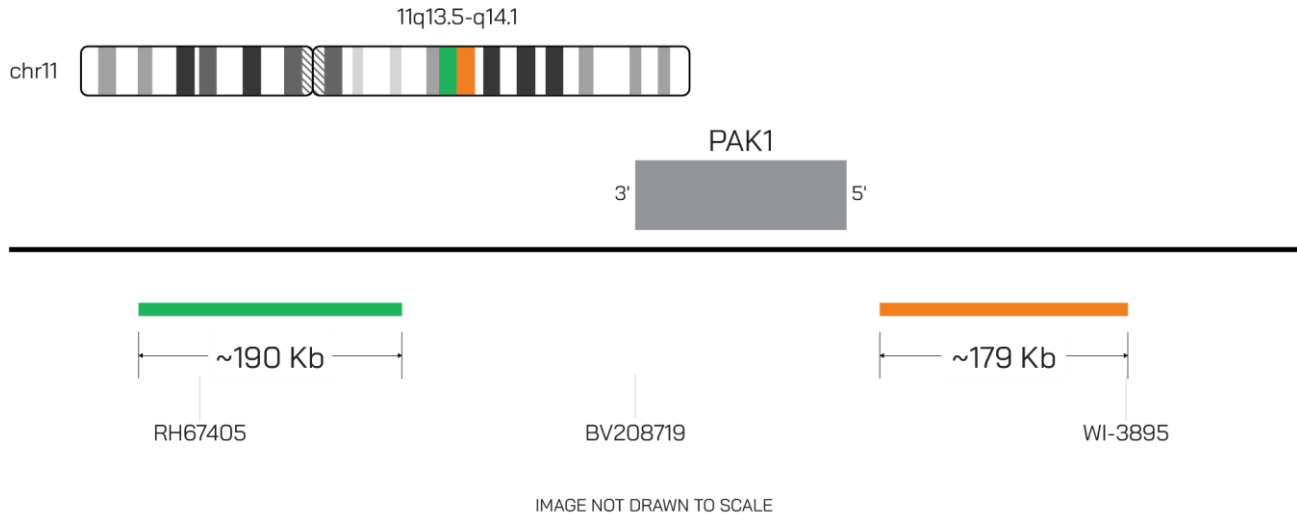 11q13.5-q14.1
chr11
PAK1
3'
5'
~190 Kb
~179 Kb
RH67405
BV208719
WI-3895
IMAGE NOT DRAWN TO SCALE